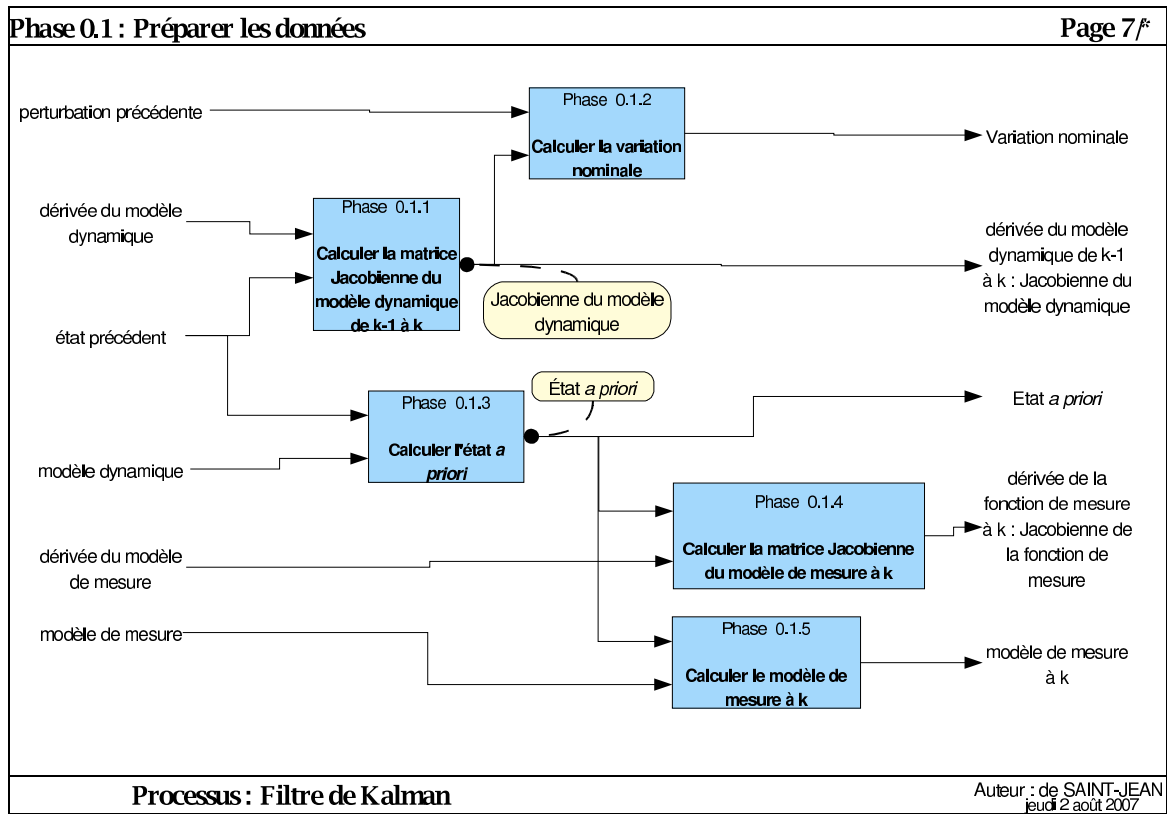 Phase 0.1 : Préparer les données
Page 7/
perturbation précédente
Phase 0.1.2
Calculer la variation
nominale
Variation nominale
dérivée du modèle
dynamique
Phase 0.1.1
Calculer la matrice
Jacobienne du
modèle dynamique
de k-1 à k
Jacobienne du modèle
dynamique
dérivée du modèle
dynamique de k-1
à k : Jacobienne du
modèle dynamique
état précédent
État a priori
Phase 0.1.3
Calculer l'état a
priori
Etat a priori
modèle dynamique
Phase 0.1.4
Calculer la matrice Jacobienne
du modèle de mesure à k
dérivée de la
fonction de mesure
à k : Jacobienne de
la fonction de
mesure
dérivée du modèle
de mesure
modèle de mesure
Phase 0.1.5
Calculer le modèle de
mesure à k
modèle de mesure
à k
Processus : Filtre de Kalman
Auteur : de SAINT-JEAN
jeudi 2 août 2007